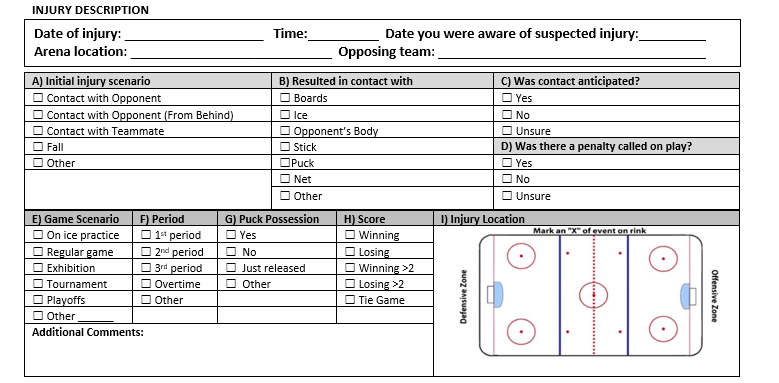 INJURY DESCRIPTION
Date of injury: ____________________ Time:__________ Date you were aware of suspected injury:_________
Arena location: ____________________ Opposing team: ____________________
A) Initial injury scenario B) Resulted in contact with C) Was contact anticipated?
☐ Contact with Opponent ☐ Boards ☐ Yes
☐ Contact with Opponent (From Behind) ☐ Ice ☐ No
☐ Contact with Teammate ☐ Opponent's Body ☐ Unsure
☐ Fall ☐ Stick D) Was there a penalty called on play?
☐ Other ☐Puck ☐ Yes
☐ Net ☐ No
☐ Other ☐ Unsure
E) Game Scenario F) Period G) Puck Possession H) Score I) Injury Location
Mark an "X" of event on rink
☐ On ice practice ☐ 1st period ☐ Yes ☐ Winning
☐ Regular game ☐ 2nd period ☐ No ☐ Losing
☐ Exhibition ☐ 3rd period ☐ Just released ☐ Winning >2
☐ Tournament ☐ Overtime ☐ Other ☐ Losing >2
☐ Playoffs ☐ Other ☐ Tie Game
☐ Other ______
Defensive Zone
Offensive Zone
Additional Comments: